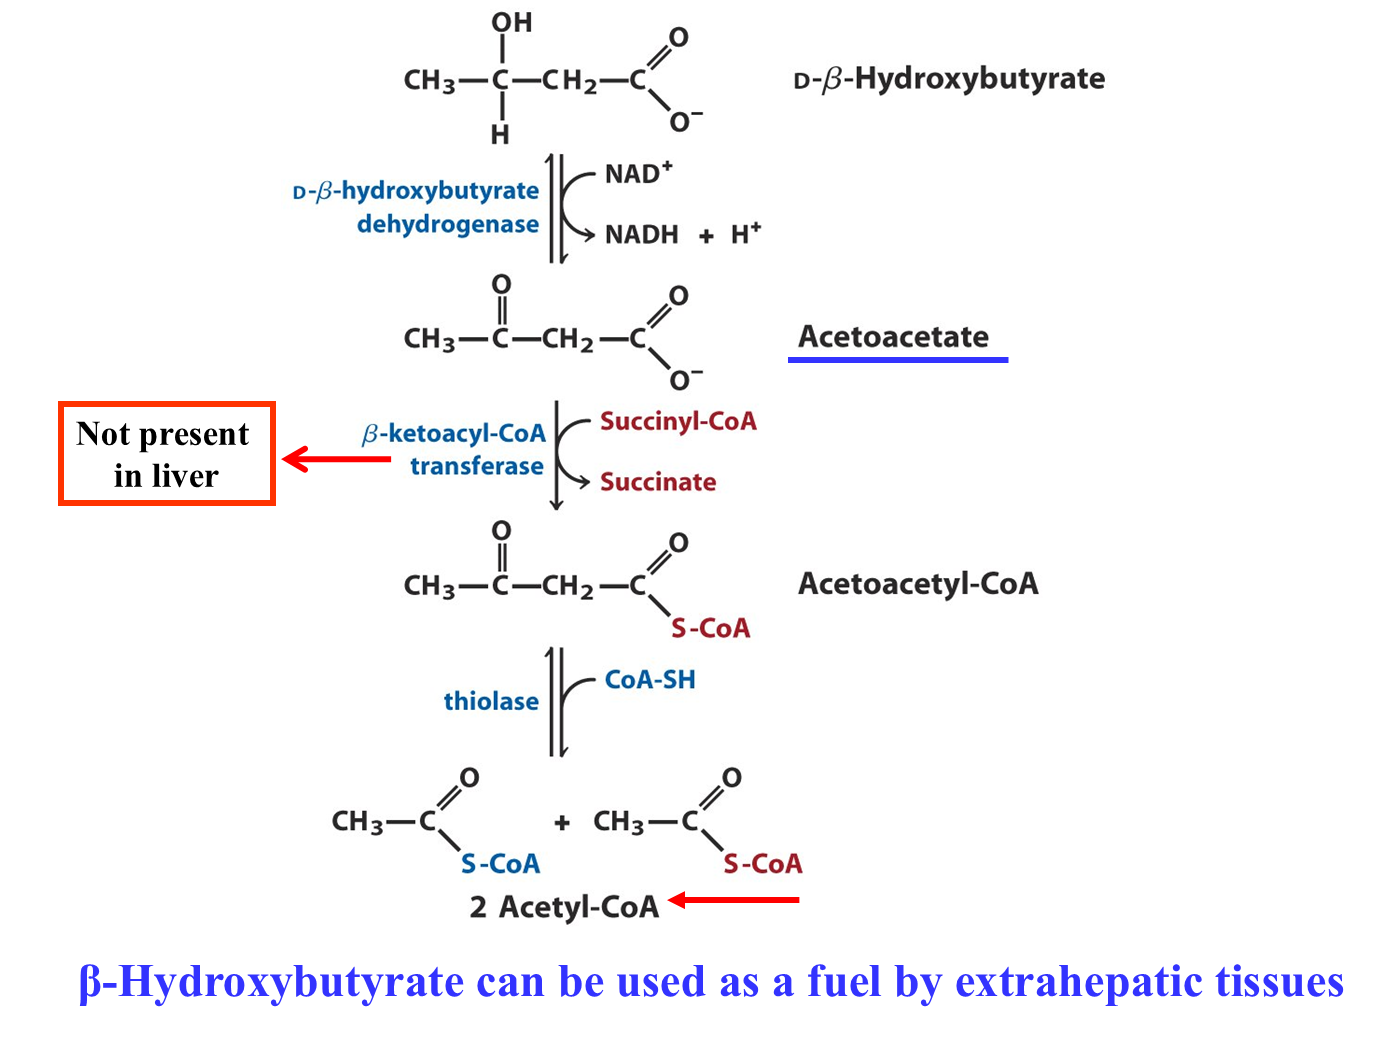 OH
O
CH3—C—CH2—C
O−
H
D-β-Hydroxybutyrate
D-β-hydroxybutyrate
dehydrogenase
NAD+
NADH + H+
O
O
CH3—C—CH2—C
O−
Acetoacetate
Not present
in liver
β-ketoacyl-CoA
transferase
Succinyl-CoA
Succinate
O
O
CH3—C—CH2—C
S-CoA
Acetoacetyl-CoA
thiolase
CoA-SH
O
O
CH3—C + CH3—C
S-CoA
S-CoA
2 Acetyl-CoA
β-Hydroxybutyrate can be used as a fuel by extrahepatic tissues